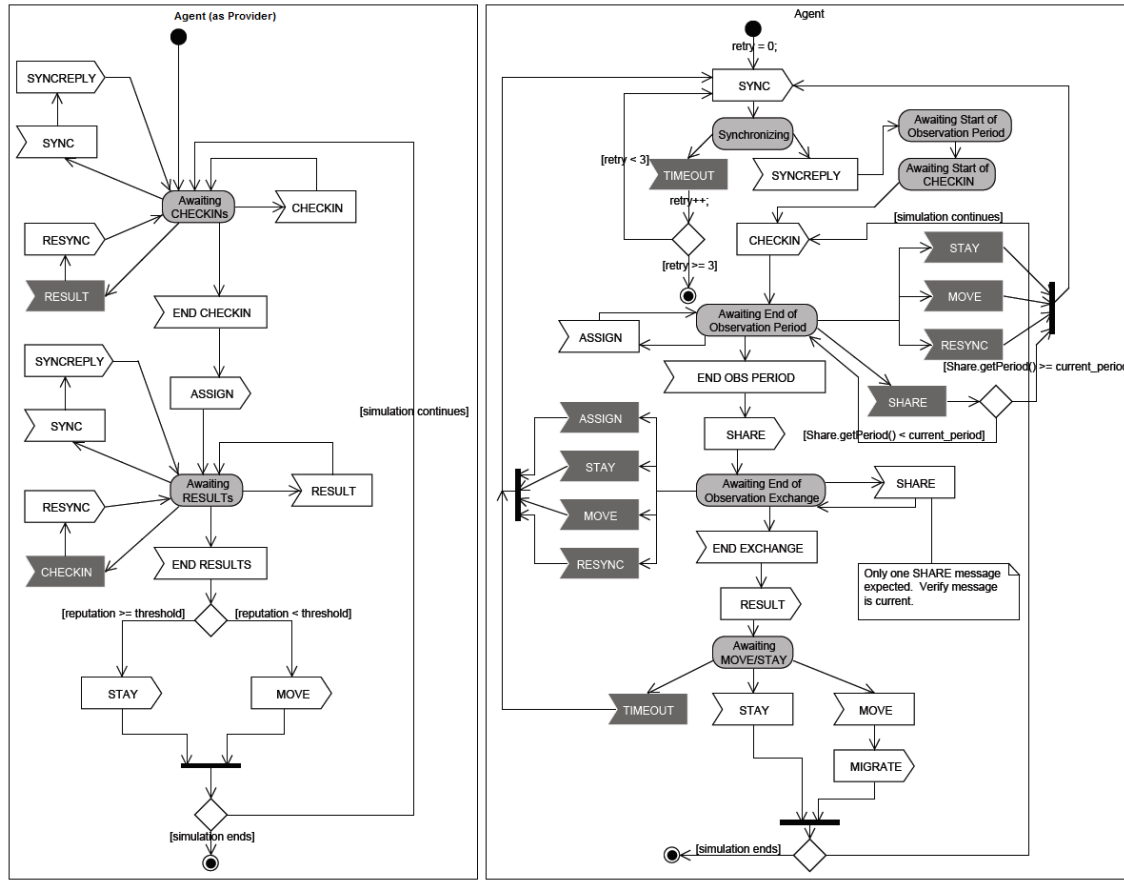 Agent (as Provider)
SYNCREPLY
SYNC
Awaiting
CHECKINs
CHECKIN
RESYNC
RESULT
END CHECKIN
SYNCREPLY
ASSIGN
[simulation continues]
SYNC
Awaiting
RESULTs
RESULT
RESYNC
END RESULTS
CHECKIN
[reputation >= threshold]
[reputation < threshold]
STAY
MOVE
[simulation ends]
Agent
retry = 0;
SYNC
Synchronizing
Awaiting Start of
Observation Period
[retry < 3]
TIMEOUT
SYNCREPLY
Awaiting Start of
CHECKIN
retry++;
[simulation continues]
CHECKIN
STAY
[retry >= 3]
MOVE
Awaiting End of
Observation Period
ASSIGN
RESYNC
[Share.getPeriod() >= current_period
END OBS PERIOD
SHARE
ASSIGN
SHARE
[Share.getPeriod() < current_period]
STAY
Awaiting End of
Observation Exchange
SHARE
MOVE
END EXCHANGE
RESYNC
Only one SHARE message
expected. Verify message
is current.
RESULT
Awaiting
MOVE/STAY
TIMEOUT
STAY
MOVE
MIGRATE
[simulation ends]